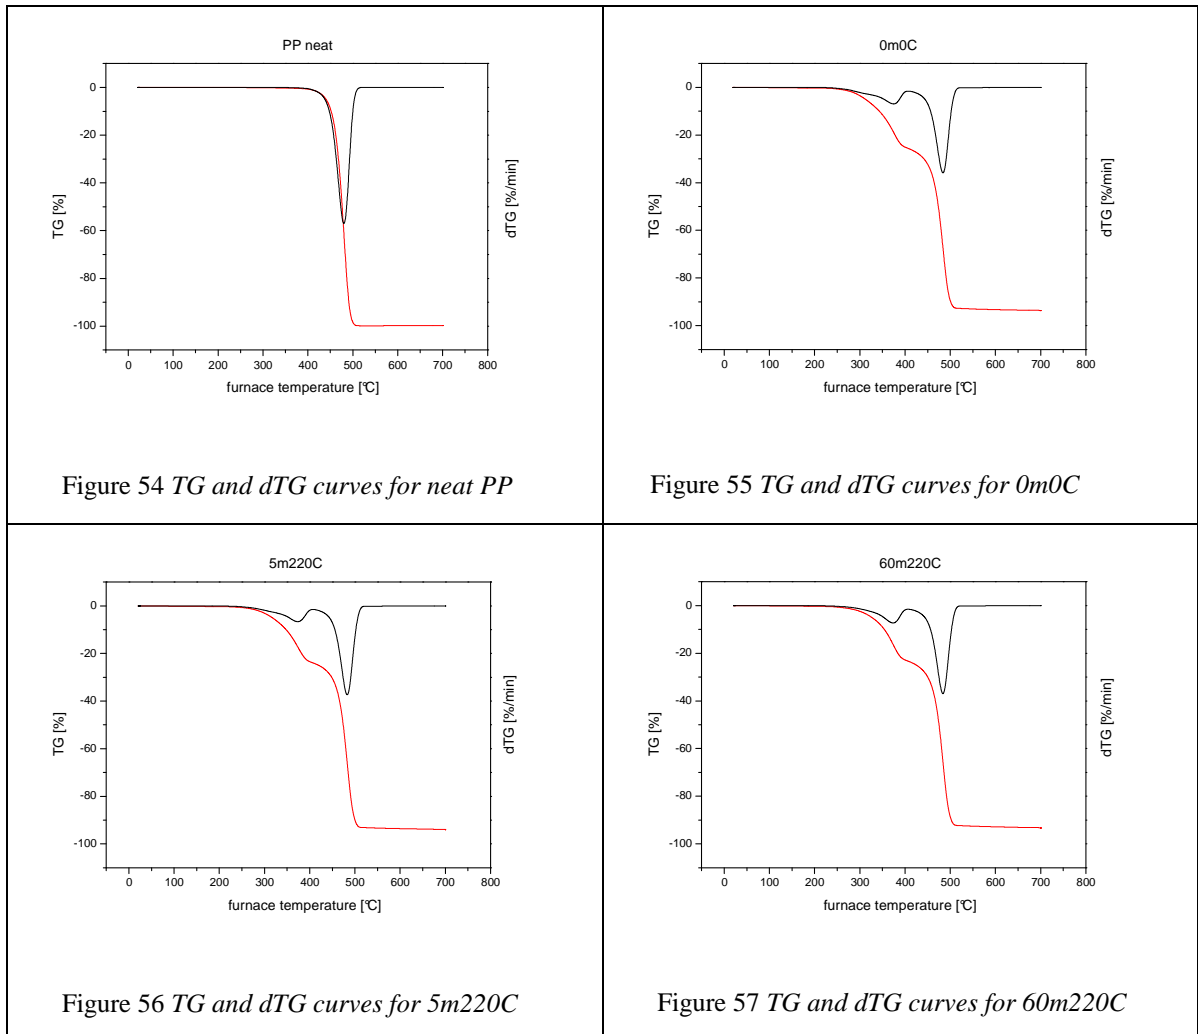 PP neat
0
-20
-40
-60
-80
-100
TG [%]
dTG [%/min]
0 100 200 300 400 500 600 700 800
furnace temperature [℃]
Figure 54 TG and dTG curves for neat PP
0m0C
0
-20
-40
-60
-80
-100
TG [%]
dTG [%/min]
0 100 200 300 400 500 600 700 800
furnace temperature [℃]
Figure 55 TG and dTG curves for 0m0C
5m220C
0
-20
-40
-60
-80
-100
TG [%]
dTG [%/min]
0 100 200 300 400 500 600 700 800
furnace temperature [℃]
Figure 56 TG and dTG curves for 5m220C
60m220C
0
-20
-40
-60
-80
-100
TG [%]
dTG [%/min]
0 100 200 300 400 500 600 700 800
furnace temperature [℃]
Figure 57 TG and dTG curves for 60m220C